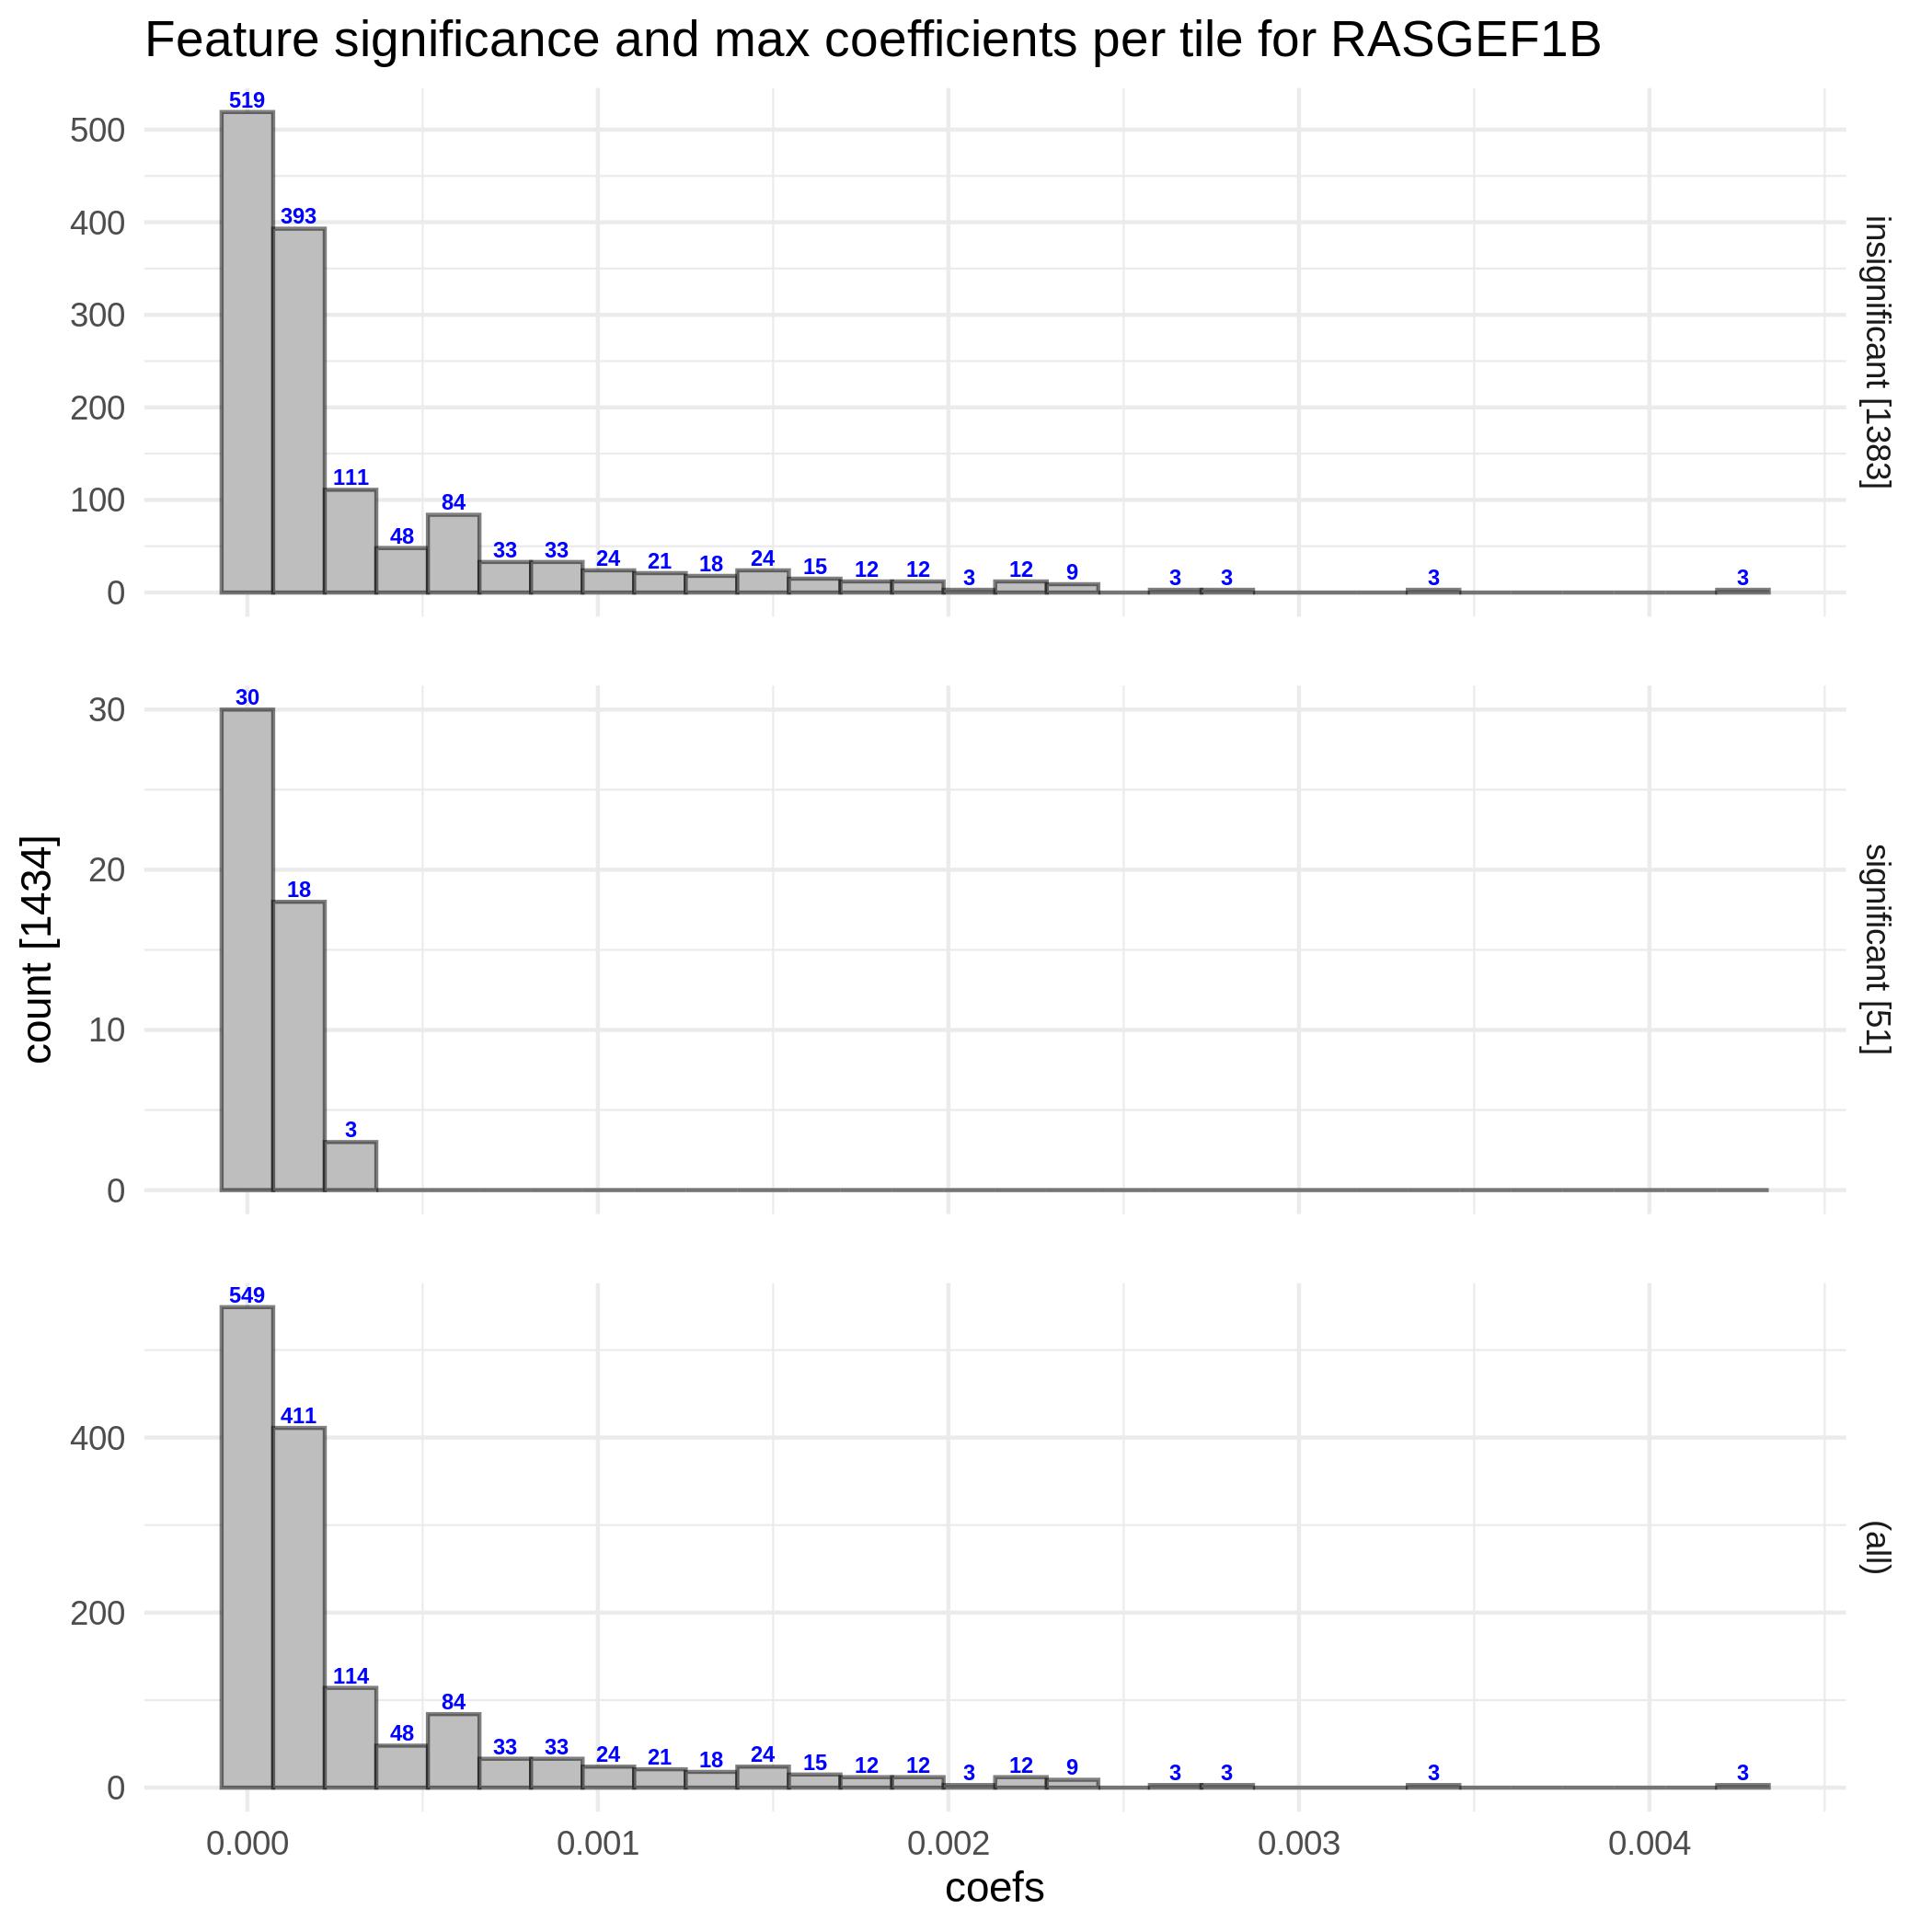 Feature significance and max coefficients per tile for RASGEF1B
519
500
393
400
300
200
111
100
84
48
33 33 24 21 18 24 15 12 12 3 12 9 3 3 3 3
0
insignificant [1383]
30
30
20
18
10
3
0
significant [51]
count [1434]
549
411
400
200
114
84
48
33 33 24 21 18 24 15 12 12 3 12 9 3 3 3 3
0
(all)
0.000 0.001 0.002 0.003 0.004
coefs